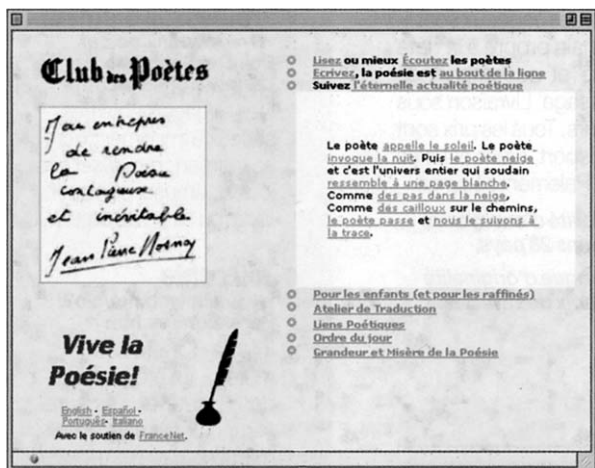 Club des Poètes
J'ai entrepris
de rendre
la Poésie
contagieuse
et inévitable
Vive la
Poésie!
English - Español -
Português - Italiano
Avec le soutien de FranceNet.
Lisez ou mieux Écoutez les poètes
Ecrivez, la poésie est au bout de la ligne
Suivez l'éternelle actualité poétique
Le poète appelle le soleil. Le poète
invoque la nuit. Puis le poète neige
et c'est l'univers entier qui soudain
ressemble à une page blanche.
Comme des pas dans la neige,
Comme des cailloux sur le chemin,
le poète passe et nous le suivons à
la trace.
Pour les enfants (et pour les raffinés)
Atelier de Traduction
Liens Poétiques
Ordre du jour
Grandeur et Misère de la Poésie